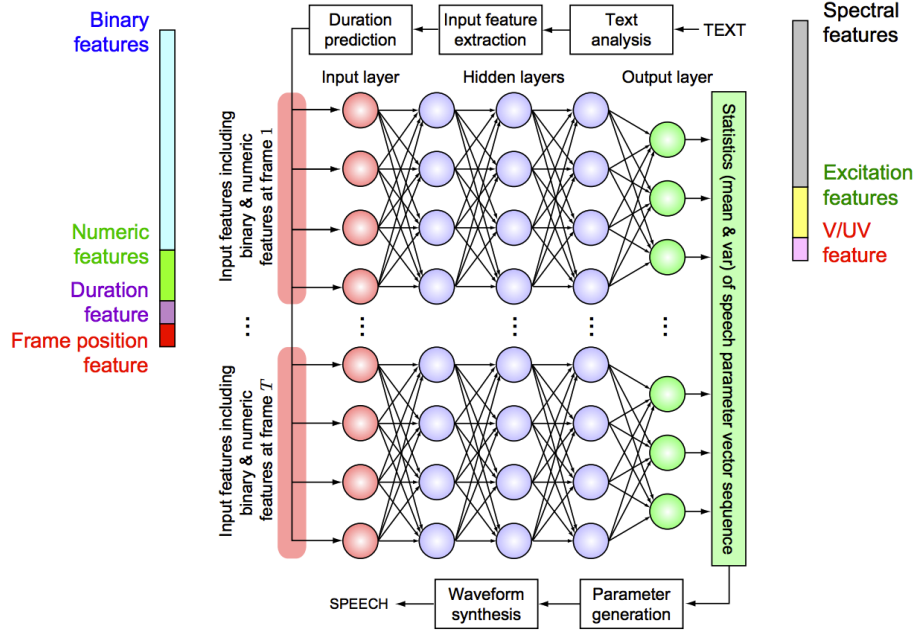 Binary
features
Numeric
features
Duration
feature
Frame position
feature
Duration
prediction
Input feature
extraction
Text
analysis
TEXT
Input layer
Hidden layers
Output layer
Input features including
binary & numeric
features at frame 1
...
...
...
...
Input features including
binary & numeric
features at frame T
Statistics (mean & var) of speech parameter vector sequence
SPEECH
Waveform
synthesis
Parameter
generation
Spectral
features
Excitation
features
V/UV
feature